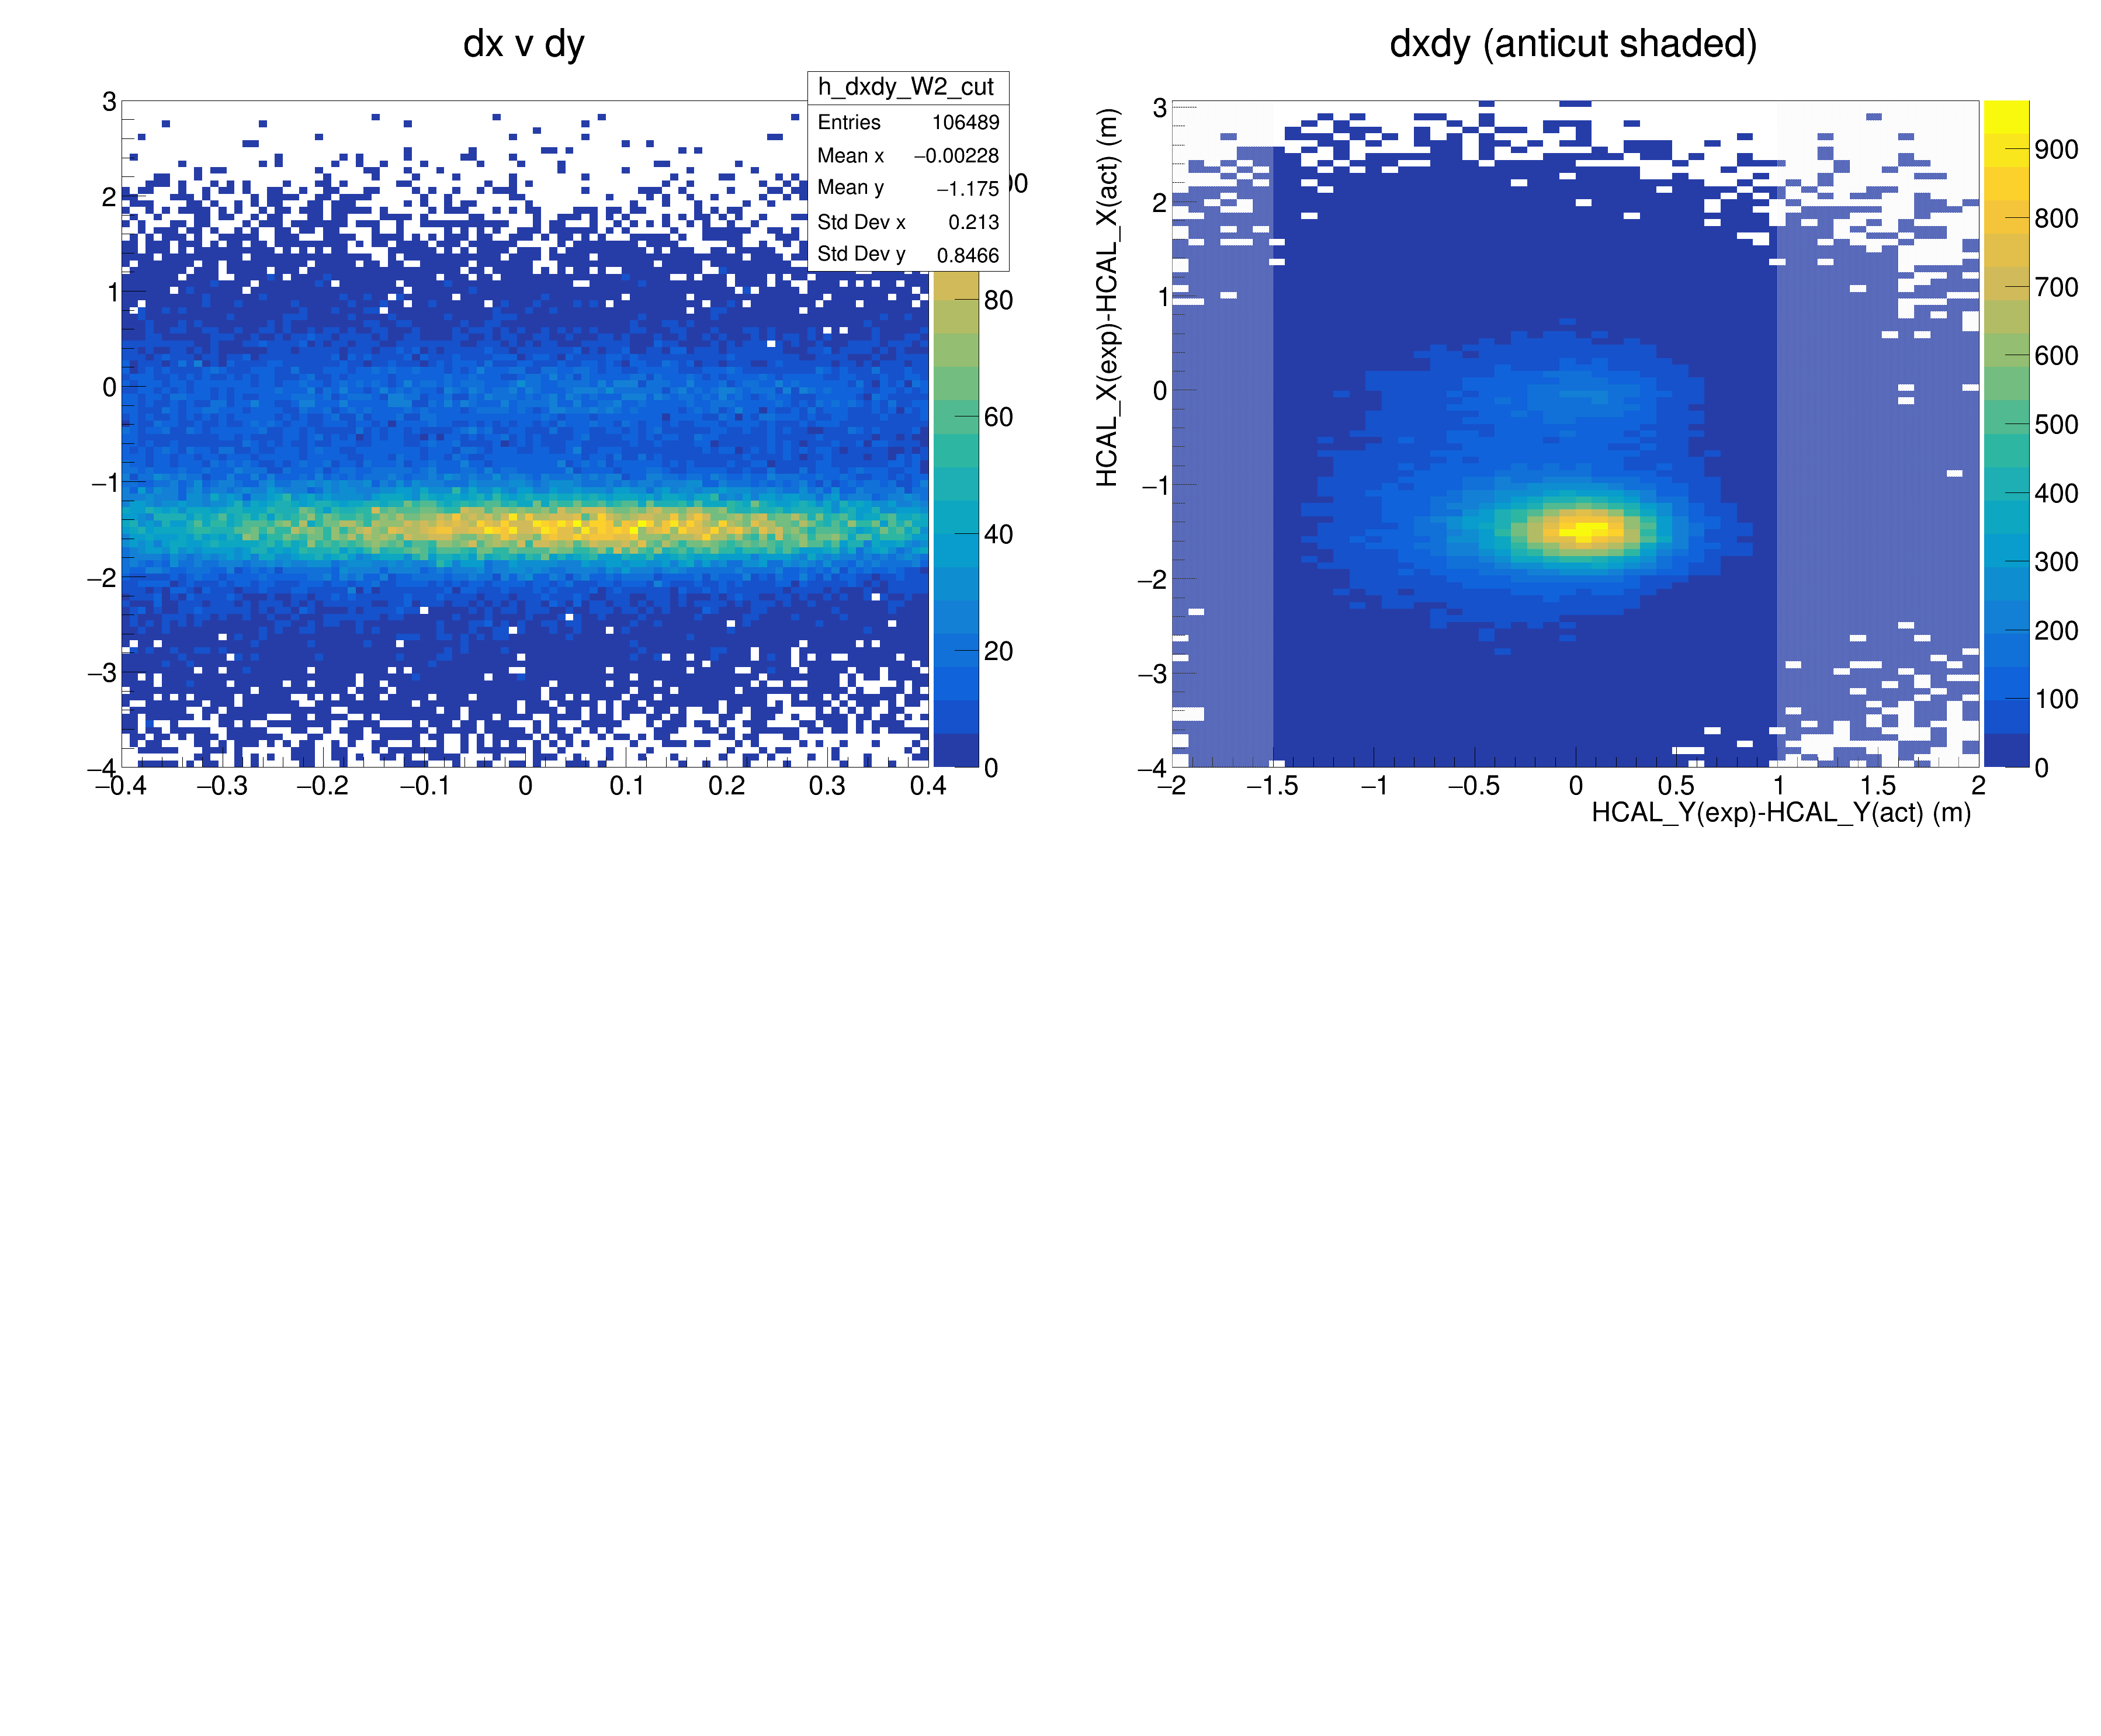 dx v dy
h_dxdy_W2_cut
Entries 106489
Mean x −0.00228
Mean y −1.175
Std Dev x 0.213
Std Dev y 0.8466
3
2
1
0
−1
−2
−3
−4
−0.4 −0.3 −0.2 −0.1 0 0.1 0.2 0.3 0.4
80
60
40
20
0
dxdy (anticut shaded)
HCAL_X(exp)-HCAL_X(act) (m)
3
2
1
0
−1
−2
−3
−4
−2 −1.5 −1 −0.5 0 0.5 1 1.5 2
HCAL_Y(exp)-HCAL_Y(act) (m)
900
800
700
600
500
400
300
200
100
0